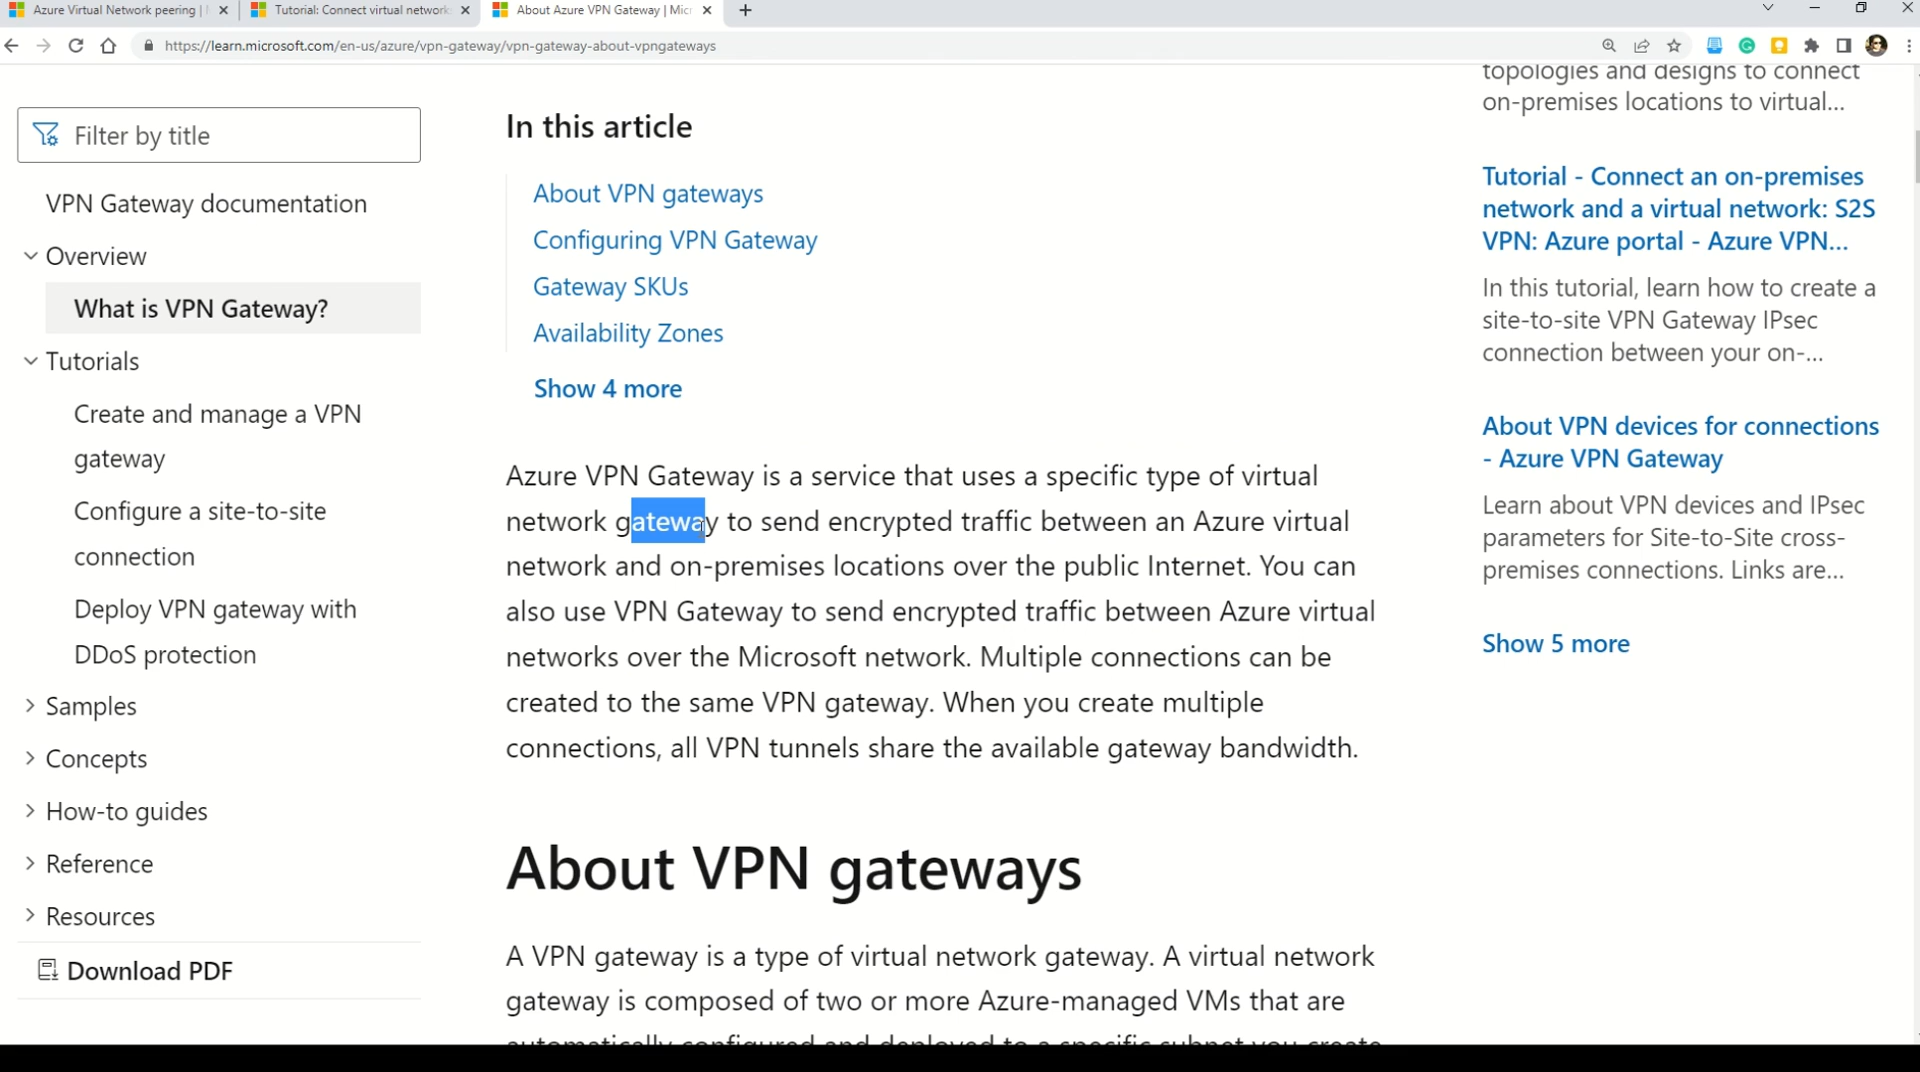 Azure Virtual Network peering |
Tutorial: Connect virtual network
About Azure VPN Gateway | Micr
https://learn.microsoft.com/en-us/azure/vpn-gateway/vpn-gateway-about-vpngateways
Filter by title
VPN Gateway documentation
Overview
What is VPN Gateway?
Tutorials
Create and manage a VPN
gateway
Configure a site-to-site
connection
Deploy VPN gateway with
DDoS protection
Samples
Concepts
How-to guides
Reference
Resources
Download PDF
In this article
About VPN gateways
Configuring VPN Gateway
Gateway SKUs
Availability Zones
Show 4 more
Azure VPN Gateway is a service that uses a specific type of virtual
network gateway to send encrypted traffic between an Azure virtual
network and on-premises locations over the public Internet. You can
also use VPN Gateway to send encrypted traffic between Azure virtual
networks over the Microsoft network. Multiple connections can be
created to the same VPN gateway. When you create multiple
connections, all VPN tunnels share the available gateway bandwidth.
About VPN gateways
A VPN gateway is a type of virtual network gateway. A virtual network
gateway is composed of two or more Azure-managed VMs that are
automatically configured and deployed to a specific subnet you create
topologies and designs to connect
on-premises locations to virtual...
Tutorial - Connect an on-premises
network and a virtual network: S2S
VPN: Azure portal - Azure VPN...
In this tutorial, learn how to create a
site-to-site VPN Gateway IPsec
connection between your on-...
About VPN devices for connections
- Azure VPN Gateway
Learn about VPN devices and IPsec
parameters for Site-to-Site cross-
premises connections. Links are...
Show 5 more